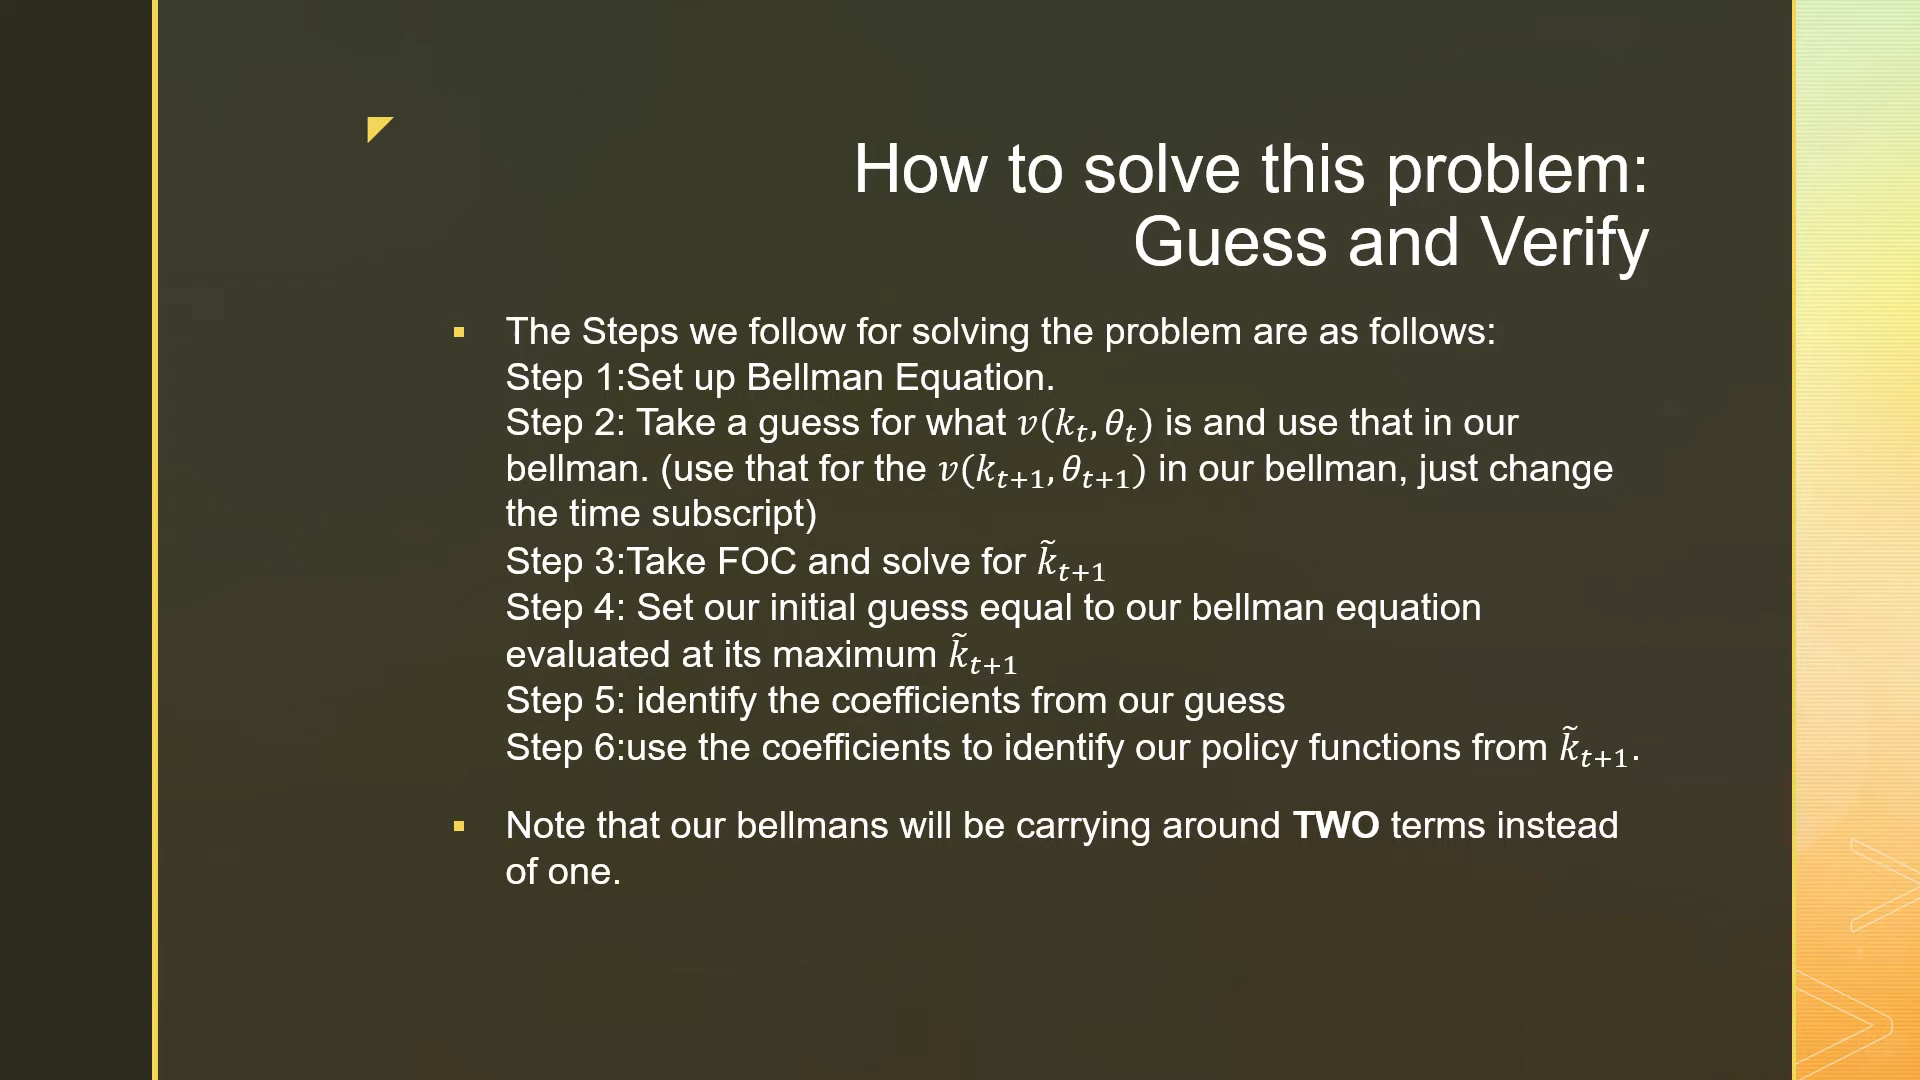 How to solve this problem:
Guess and Verify
▪ The Steps we follow for solving the problem are as follows:
Step 1:Set up Bellman Equation.
Step 2: Take a guess for what 𝑣(𝑘ₜ, 𝜃ₜ) is and use that in our
bellman. (use that for the 𝑣(𝑘ₜ₊₁, 𝜃ₜ₊₁) in our bellman, just change
the time subscript)
Step 3:Take FOC and solve for 𝑘̃ₜ₊₁
Step 4: Set our initial guess equal to our bellman equation
evaluated at its maximum 𝑘̃ₜ₊₁
Step 5: identify the coefficients from our guess
Step 6:use the coefficients to identify our policy functions from 𝑘̃ₜ₊₁.
▪ Note that our bellmans will be carrying around TWO terms instead
of one.